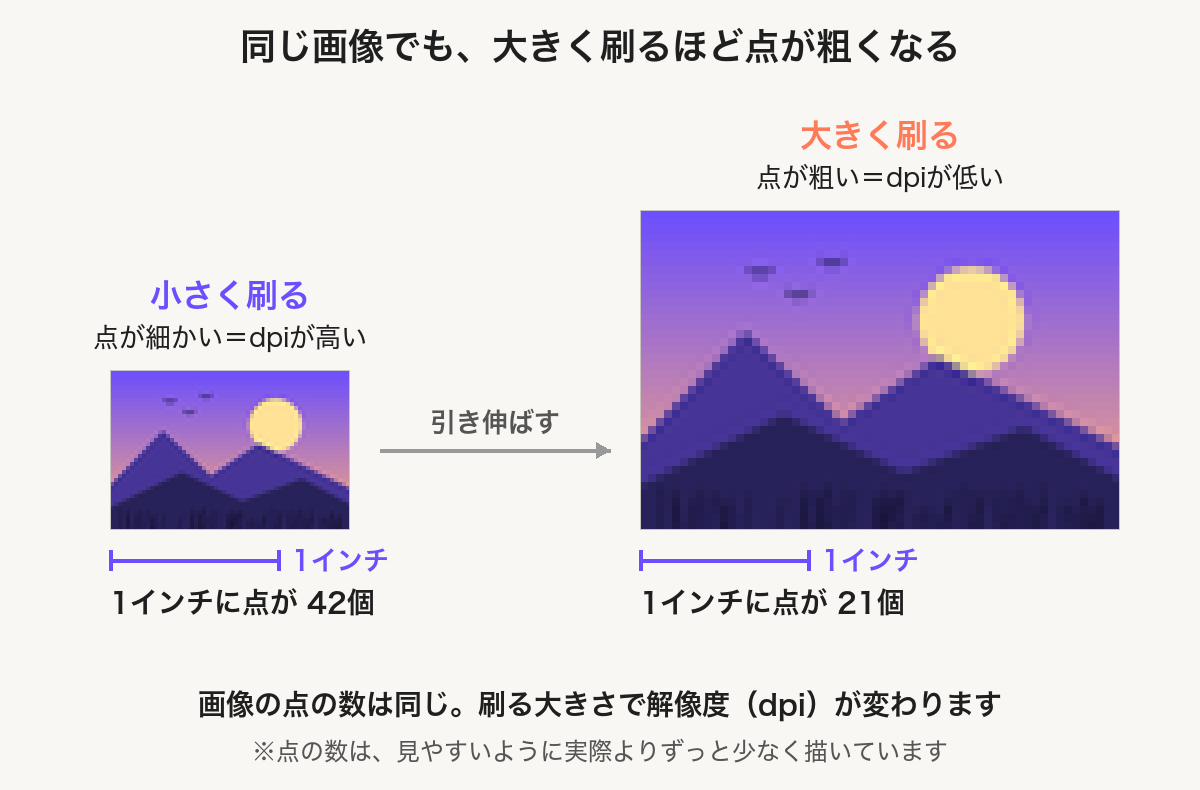 同じ画像でも、大きく刷るほど点が粗くなる
大きく刷る
点が粗い＝dpiが低い
小さく刷る
点が細かい＝dpiが高い
引き伸ばす
1インチ
1インチに点が 42個
1インチ
1インチに点が 21個
画像の点の数は同じ。刷る大きさで解像度（dpi）が変わります
※点の数は、見やすいように実際よりずっと少なく描いています